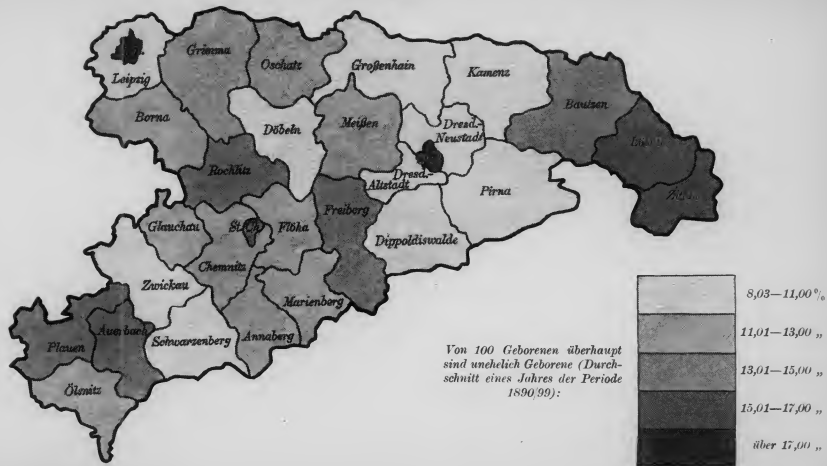 Leipzig
Grimma
Oschatz
Großenhain
Kamenz
Borna
Döbeln
Meißen
Dresd.-
Neustadt
Bautzen
Löbau
Zittau
Rochlitz
Dresd.-
Altstadt
Pirna
Freiberg
Glauchau
St.Ch.
Flöha
Dippoldiswalde
Chemnitz
Zwickau
Marienberg
Auerbach
Plauen
Schwarzenberg
Annaberg
Ölsnitz
Von 100 Geborenen überhaupt
sind unehelich Geborene (Durch-
schnitt eines Jahres der Periode
1890/99):
8,03—11,00 %
11,01—13,00 „
13,01—15,00 „
15,01—17,00 „
über 17,00 „